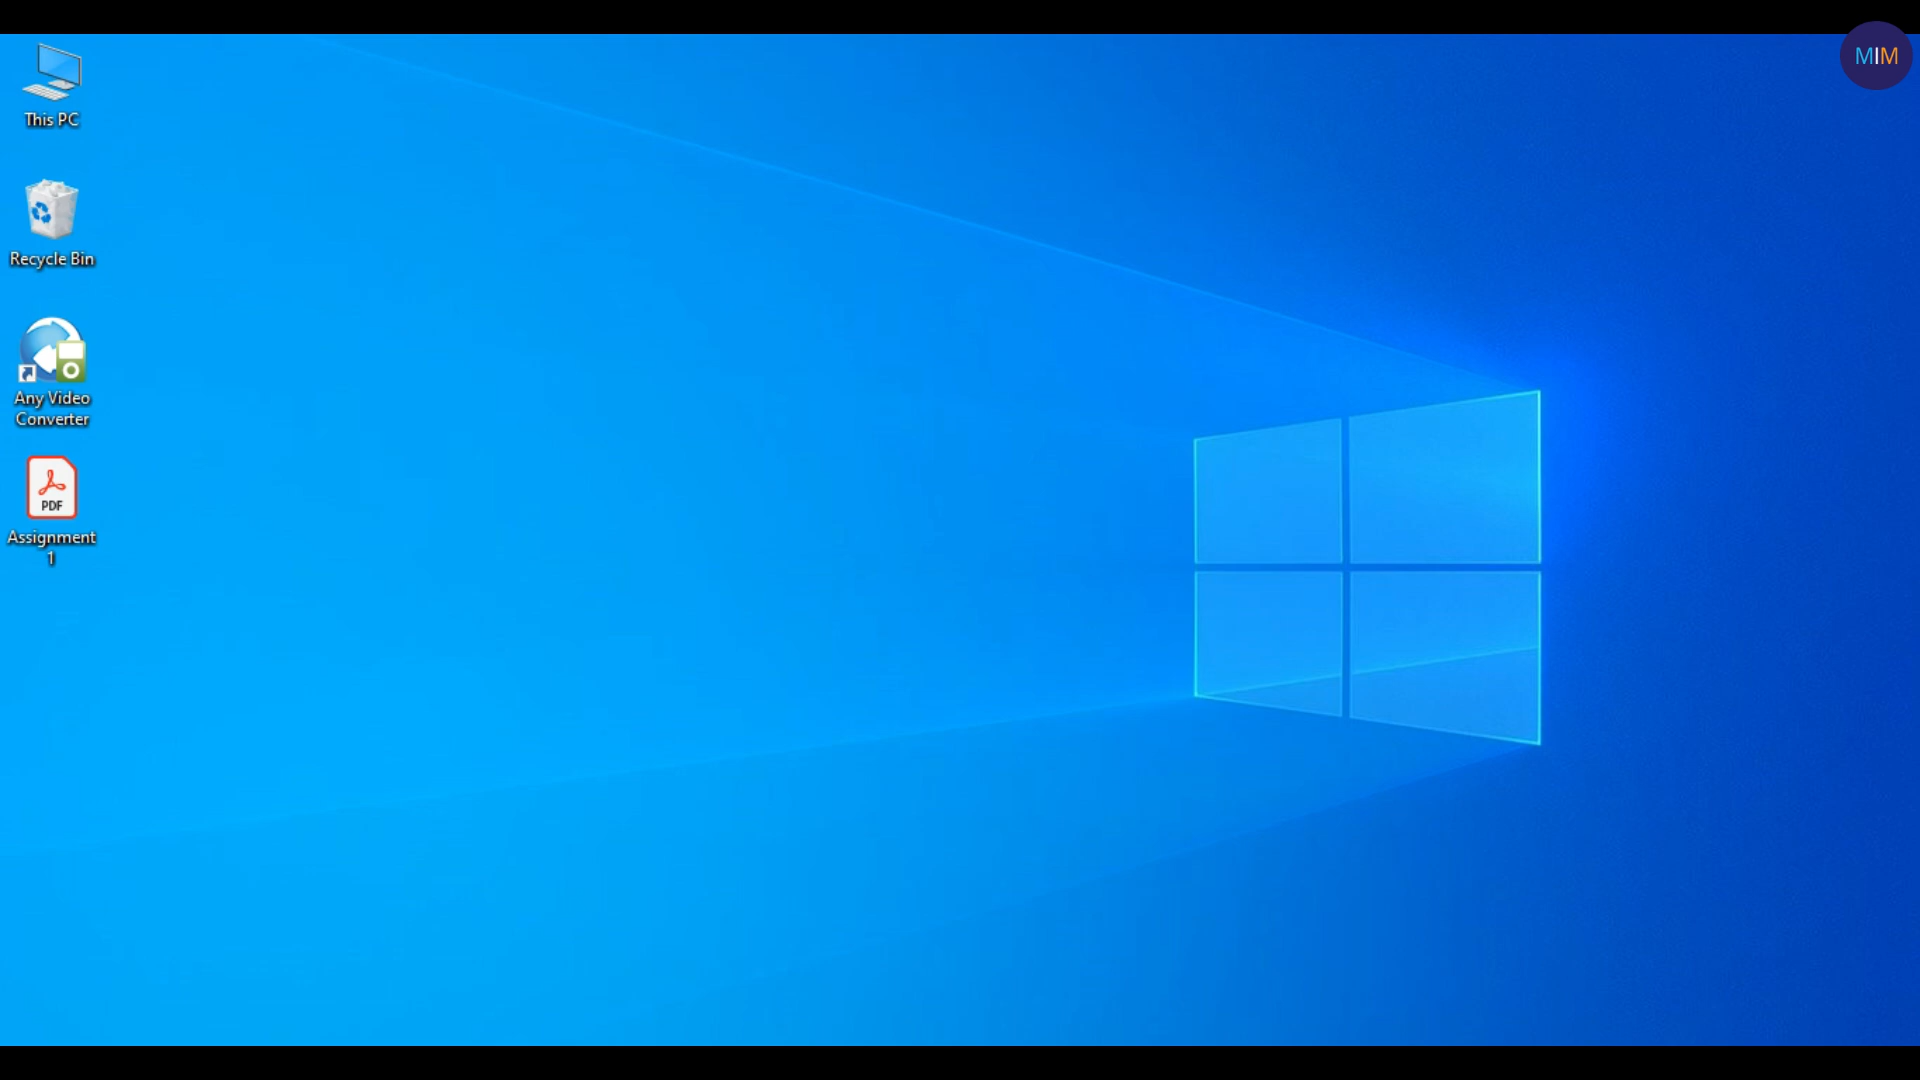 MIM
This PC
Recycle Bin
Any Video
Converter
PDF
Assignment
1